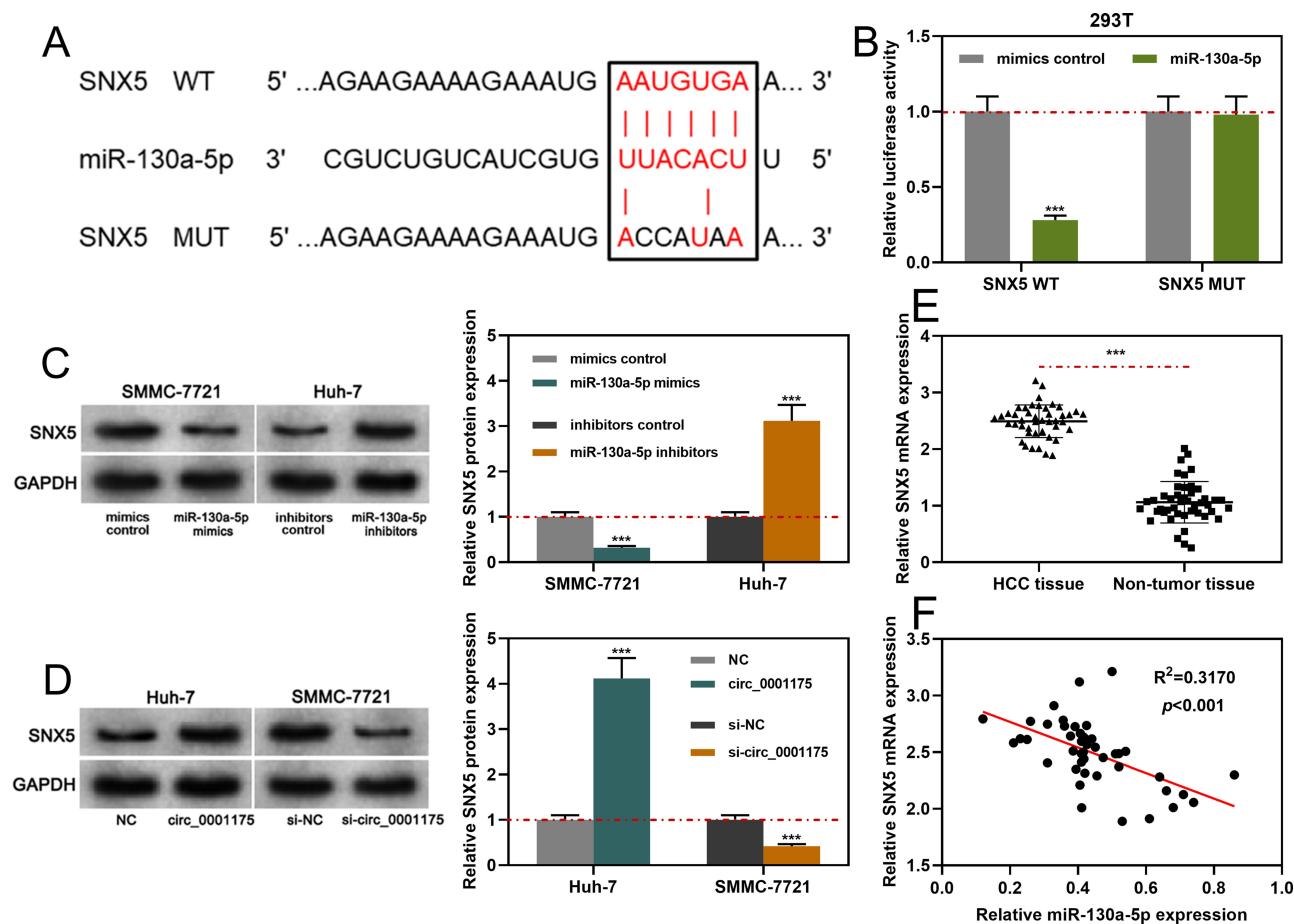 A
SNX5 WT 5' ...AGAAGAAAAGAAAUG AAUGUGA A... 3'
miR-130a-5p 3' CGUCUGUCAUCGUG UUACACU U 5'
SNX5 MUT 5' ...AGAAGAAAAGAAAUG ACCAUAA A... 3'
B
293T
mimics control
miR-130a-5p
Relative luciferase activity
1.5
1.0
0.5
0.0
***
SNX5 WT
SNX5 MUT
C
SMMC-7721
Huh-7
SNX5
GAPDH
mimics control
miR-130a-5p mimics
inhibitors control
miR-130a-5p inhibitors
Relative SNX5 protein expression
5
4
3
2
1
0
mimics control
miR-130a-5p mimics
inhibitors control
miR-130a-5p inhibitors
***
***
SMMC-7721
Huh-7
E
Relative SNX5 mRNA expression
4
3
2
1
0
***
HCC tissue
Non-tumor tissue
D
Huh-7
SMMC-7721
SNX5
GAPDH
NC
circ_0001175
si-NC
si-circ_0001175
Relative SNX5 protein expression
5
4
3
2
1
0
NC
circ_0001175
si-NC
si-circ_0001175
***
***
Huh-7
SMMC-7721
F
Relative SNX5 mRNA expression
3.5
3.0
2.5
2.0
1.5
R²=0.3170
p<0.001
0.0
0.2
0.4
0.6
0.8
1.0
Relative miR-130a-5p expression